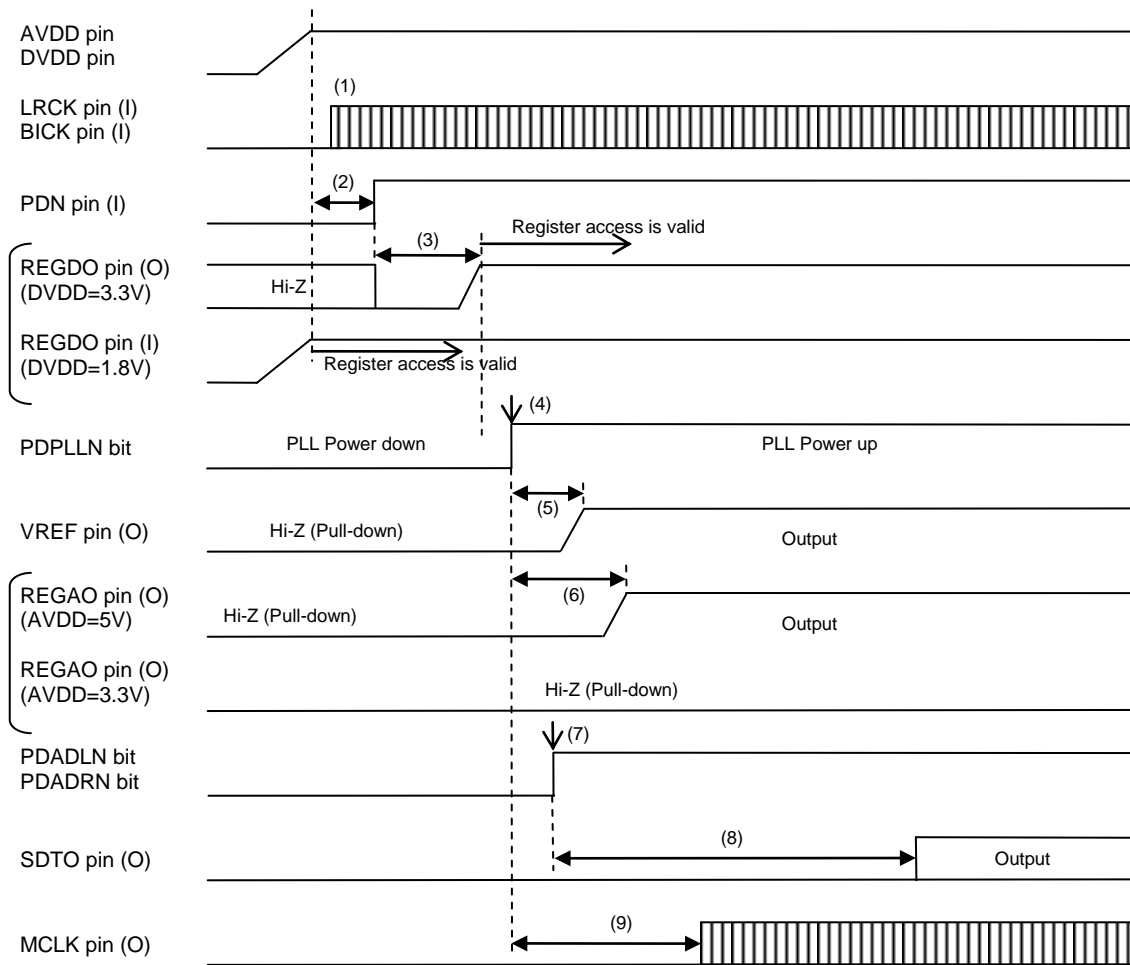 AVDD pin
DVDD pin
(1)
LRCK pin (I)
BICK pin (I)
(2)
PDN pin (I)
(3)
Register access is valid
REGDO pin (O)
(DVDD=3.3V)
Hi-Z
REGDO pin (I)
(DVDD=1.8V)
Register access is valid
(4)
PDPLLN bit
PLL Power down
PLL Power up
(5)
VREF pin (O)
Hi-Z (Pull-down)
Output
(6)
REGAO pin (O)
(AVDD=5V)
Hi-Z (Pull-down)
Output
REGAO pin (O)
(AVDD=3.3V)
Hi-Z (Pull-down)
(7)
PDADLN bit
PDADRN bit
(8)
SDTO pin (O)
Output
(9)
MCLK pin (O)